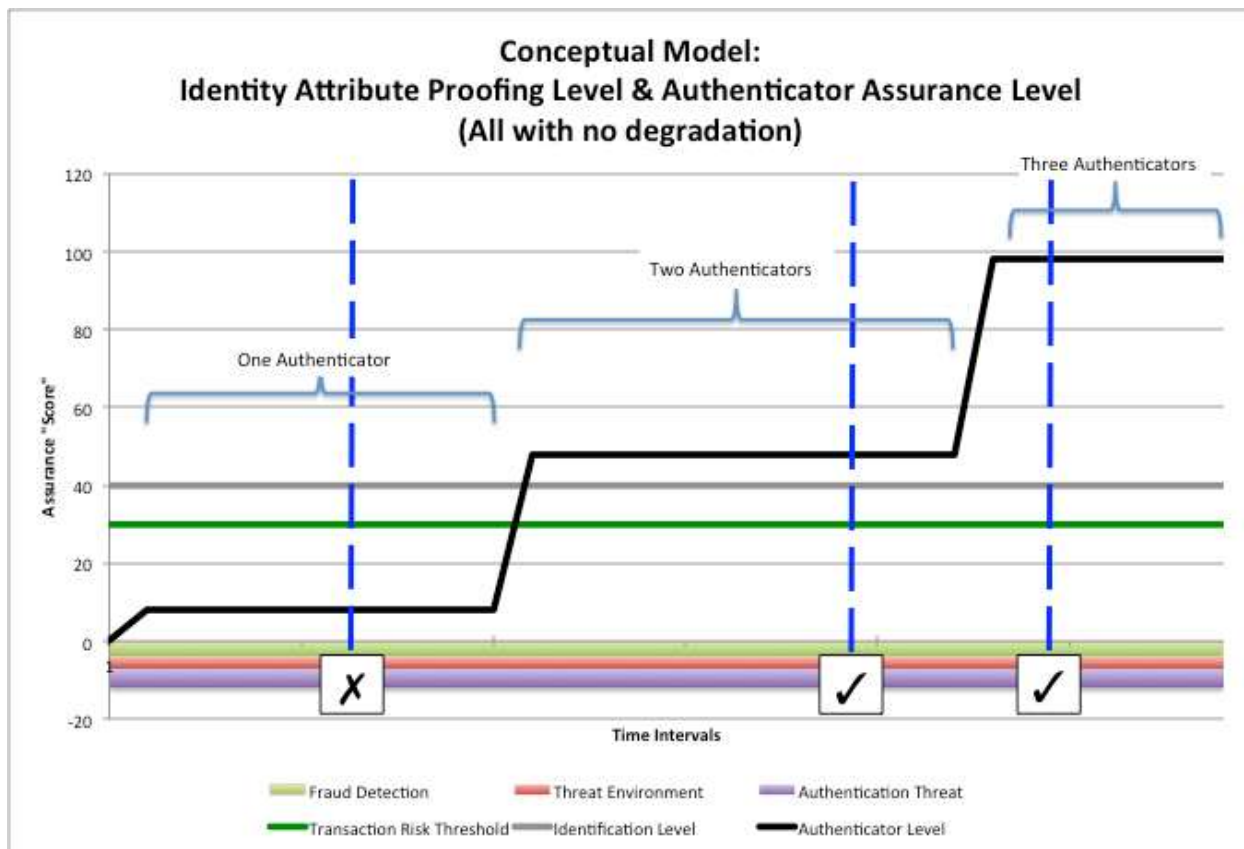 Conceptual Model:
Identity Attribute Proofing Level & Authenticator Assurance Level
(All with no degradation)
Three Authenticators
Two Authenticators
One Authenticator
120
100
80
60
40
20
0
-20
Assurance "Score"
1
✗
✓
✓
Time Intervals
Fraud Detection
Threat Environment
Authentication Threat
Transaction Risk Threshold
Identification Level
Authenticator Level